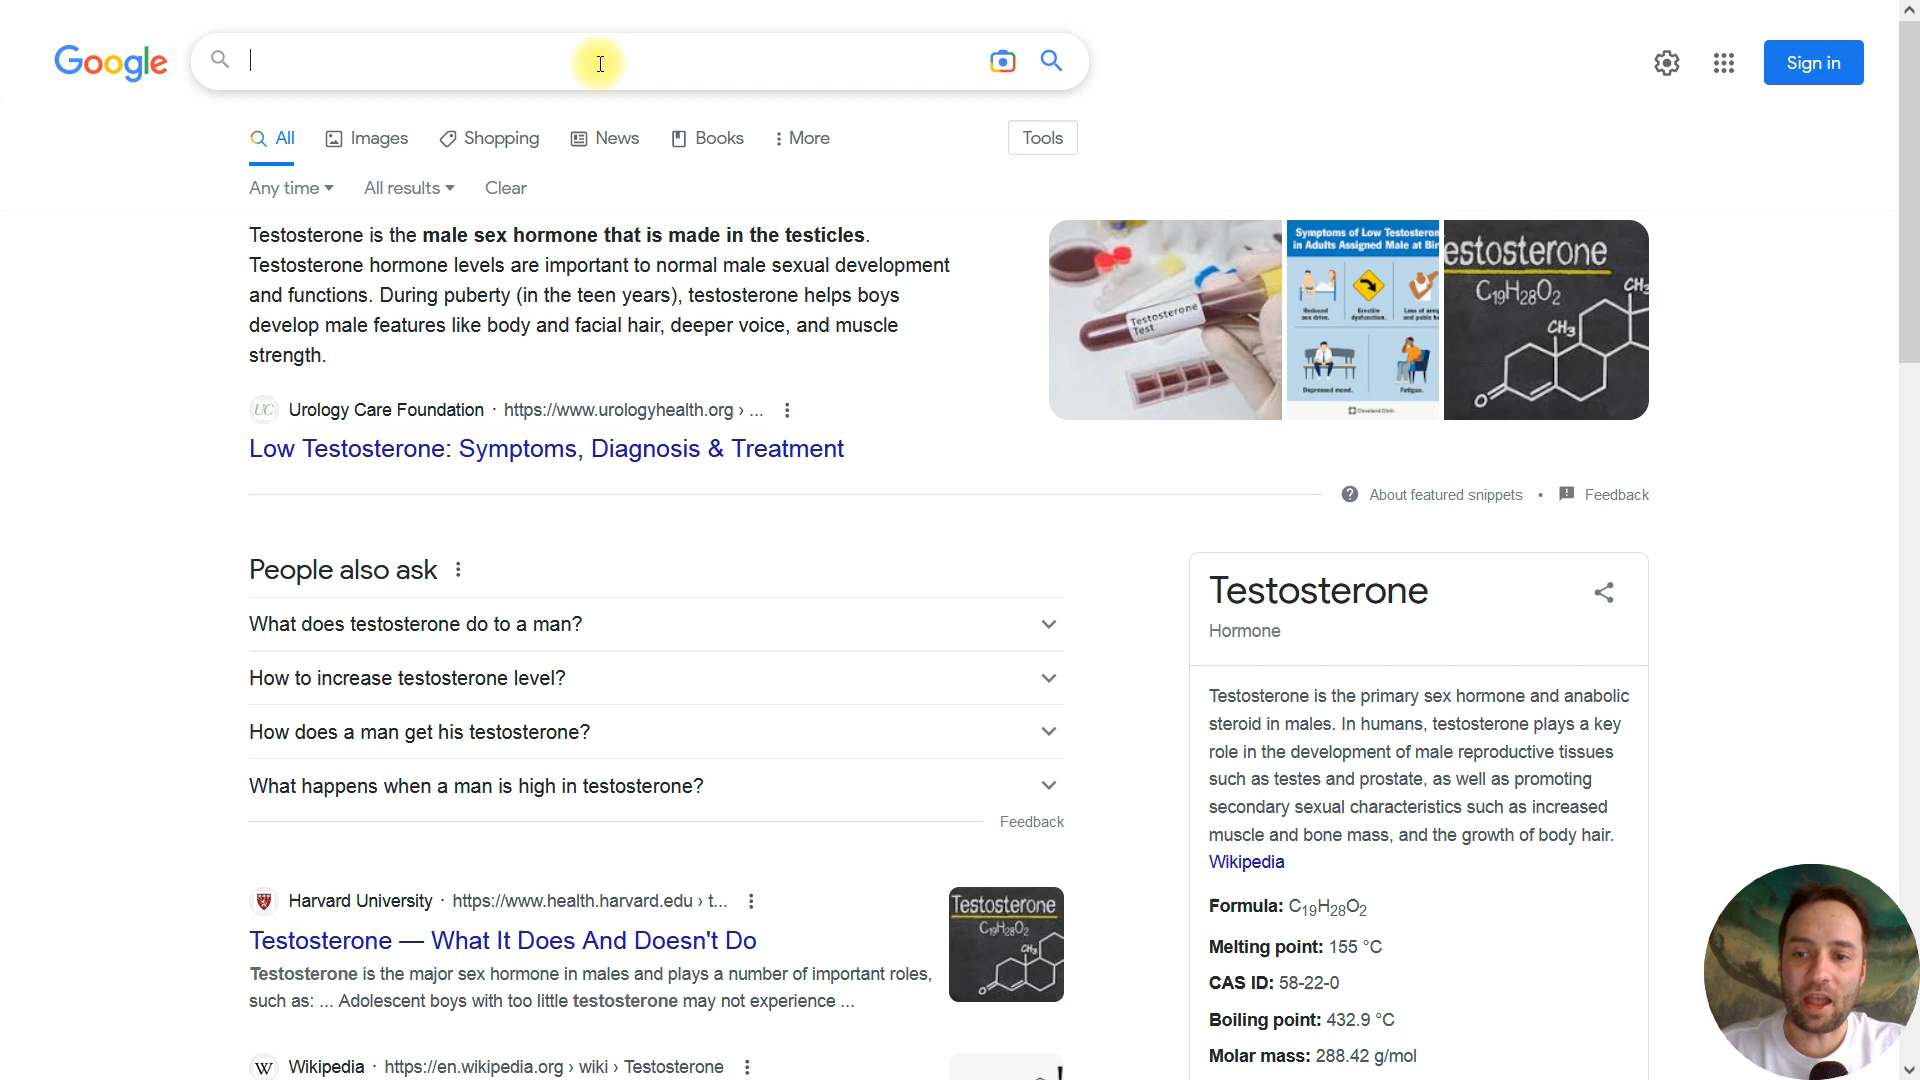 Google
Sign in
All
Images
Shopping
News
Books
More
Tools
Any time
All results
Clear
Testosterone is the male sex hormone that is made in the testicles.
Testosterone hormone levels are important to normal male sexual development
and functions. During puberty (in the teen years), testosterone helps boys
develop male features like body and facial hair, deeper voice, and muscle
strength.
Testosterone
Test
Symptoms of Low Testosteron
in Adults Assigned Male at Bir
Reduced
sex drive.
Erectile
dysfunction.
Depressed mood.
Fatigue.
Cleveland Clinic
estosterone
C19H28O2
CH3
CH3
O
UC
Urology Care Foundation · https://www.urologyhealth.org › ...
Low Testosterone: Symptoms, Diagnosis & Treatment
About featured snippets • Feedback
People also ask
What does testosterone do to a man?
How to increase testosterone level?
How does a man get his testosterone?
What happens when a man is high in testosterone?
Feedback
Harvard University · https://www.health.harvard.edu › t...
Testosterone — What It Does And Doesn't Do
Testosterone is the major sex hormone in males and plays a number of important roles,
such as: ... Adolescent boys with too little testosterone may not experience ...
Testosterone
C19H28O2
CH3
O
W
Wikipedia · https://en.wikipedia.org › wiki › Testosterone
Testosterone
Hormone
Testosterone is the primary sex hormone and anabolic
steroid in males. In humans, testosterone plays a key
role in the development of male reproductive tissues
such as testes and prostate, as well as promoting
secondary sexual characteristics such as increased
muscle and bone mass, and the growth of body hair.
Wikipedia
Formula: C19H28O2
Melting point: 155 °C
CAS ID: 58-22-0
Boiling point: 432.9 °C
Molar mass: 288.42 g/mol